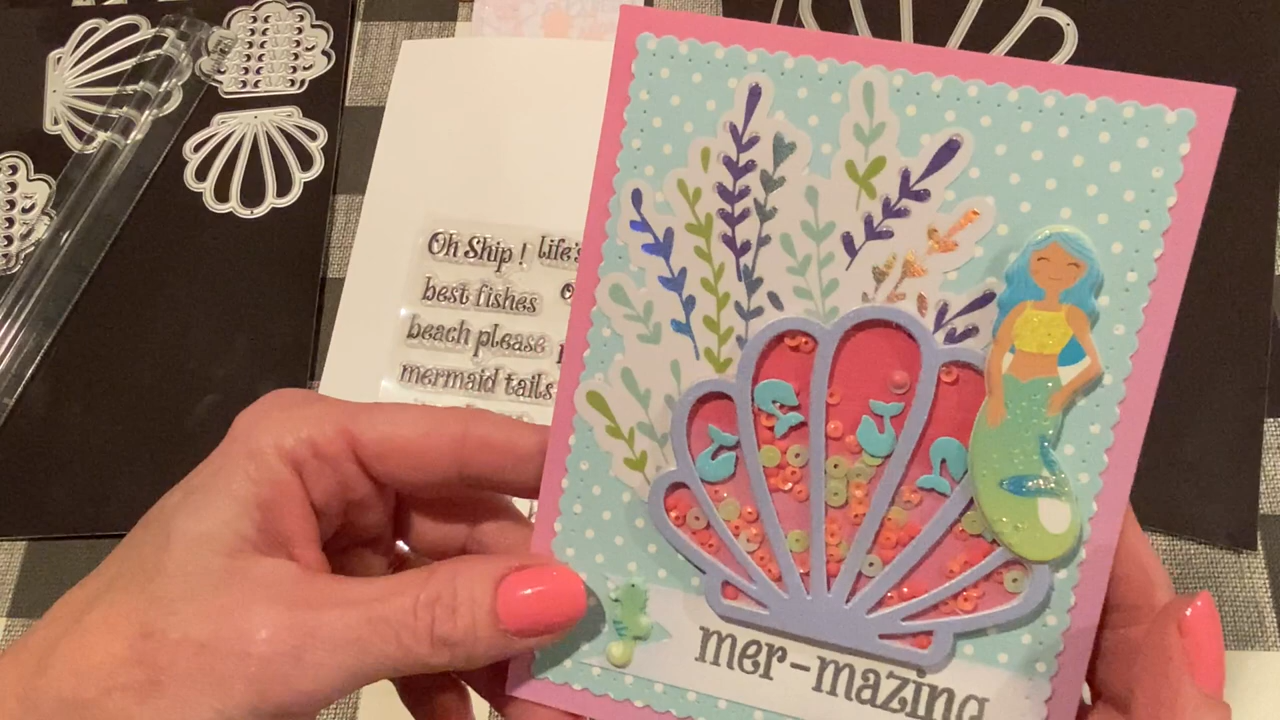 Oh Ship ! life's
best fishes
beach please
mermaid tails
mer-mazing